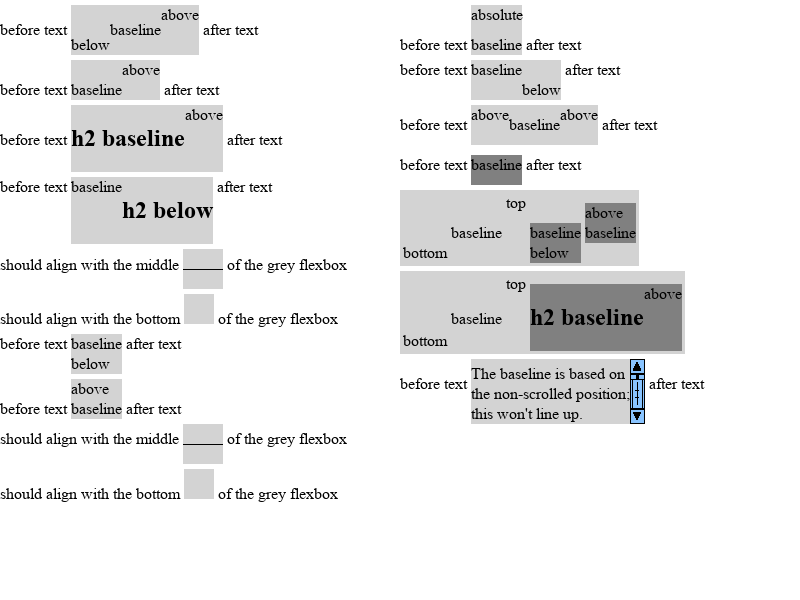 above
before text baseline after text
below
above
before text baseline after text
above
before text h2 baseline after text
before text baseline after text
h2 below
should align with the middle of the grey flexbox
should align with the bottom of the grey flexbox
before text baseline after text
below
above
before text baseline after text
should align with the middle of the grey flexbox
should align with the bottom of the grey flexbox
absolute
before text baseline after text
before text baseline after text
below
above above
before text baseline after text
before text baseline after text
top
above
baseline baseline baseline
bottom below
top
above
baseline h2 baseline
bottom
The baseline is based on
before text the non-scrolled position; after text
this won't line up.